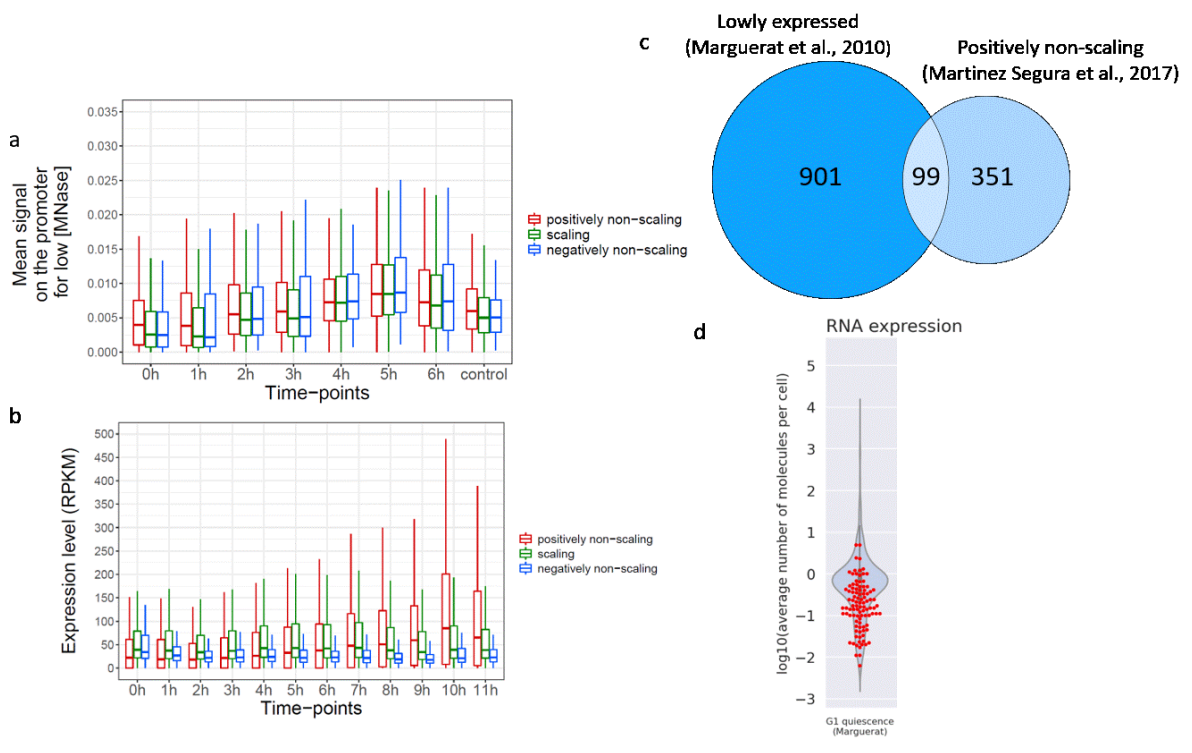 a
Mean signal
on the promoter
for low [MNase]
0.035
0.030
0.025
0.020
0.015
0.010
0.005
0.000
0h 1h 2h 3h 4h 5h 6h control
Time−points
positively non−scaling
scaling
negatively non−scaling
b
Expression level (RPKM)
500
450
400
350
300
250
200
150
100
50
0
0h 1h 2h 3h 4h 5h 6h 7h 8h 9h 10h 11h
Time−points
positively non−scaling
scaling
negatively non−scaling
c
Lowly expressed
(Marguerat et al., 2010)
Positively non-scaling
(Martinez Segura et al., 2017)
901 99 351
d
RNA expression
log10(average number of molecules per cell)
5
4
3
2
1
0
−1
−2
−3
G1 quiescence
(Marguerat)